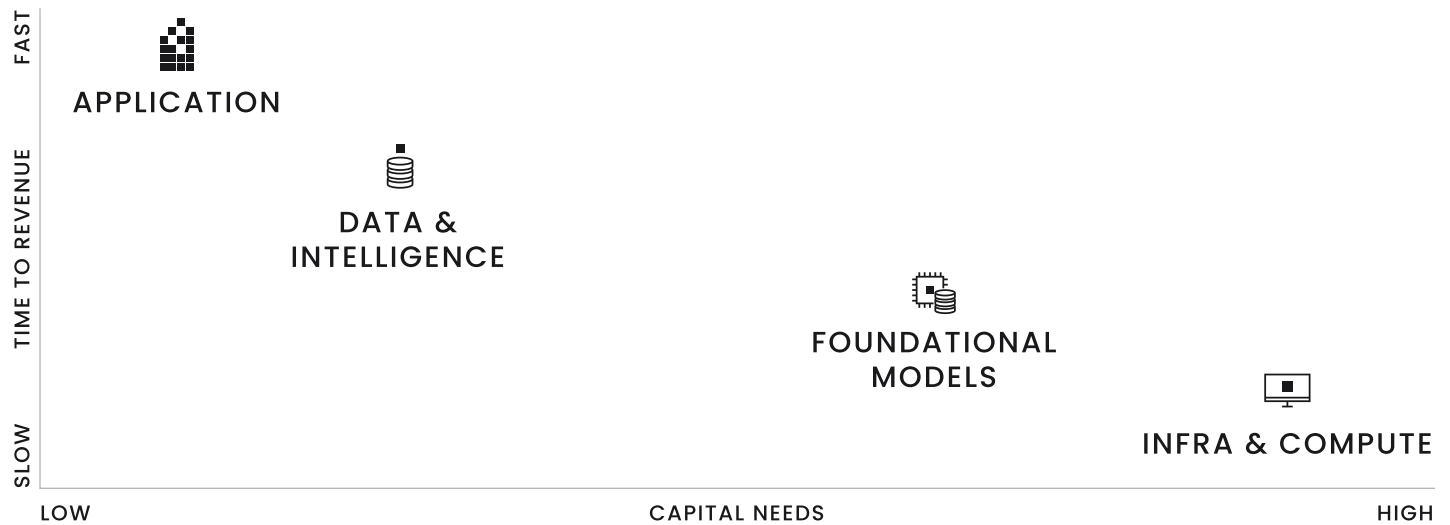 FAST
APPLICATION
TIME TO REVENUE
DATA &
INTELLIGENCE
FOUNDATIONAL
MODELS
INFRA & COMPUTE
SLOW
LOW
CAPITAL NEEDS
HIGH